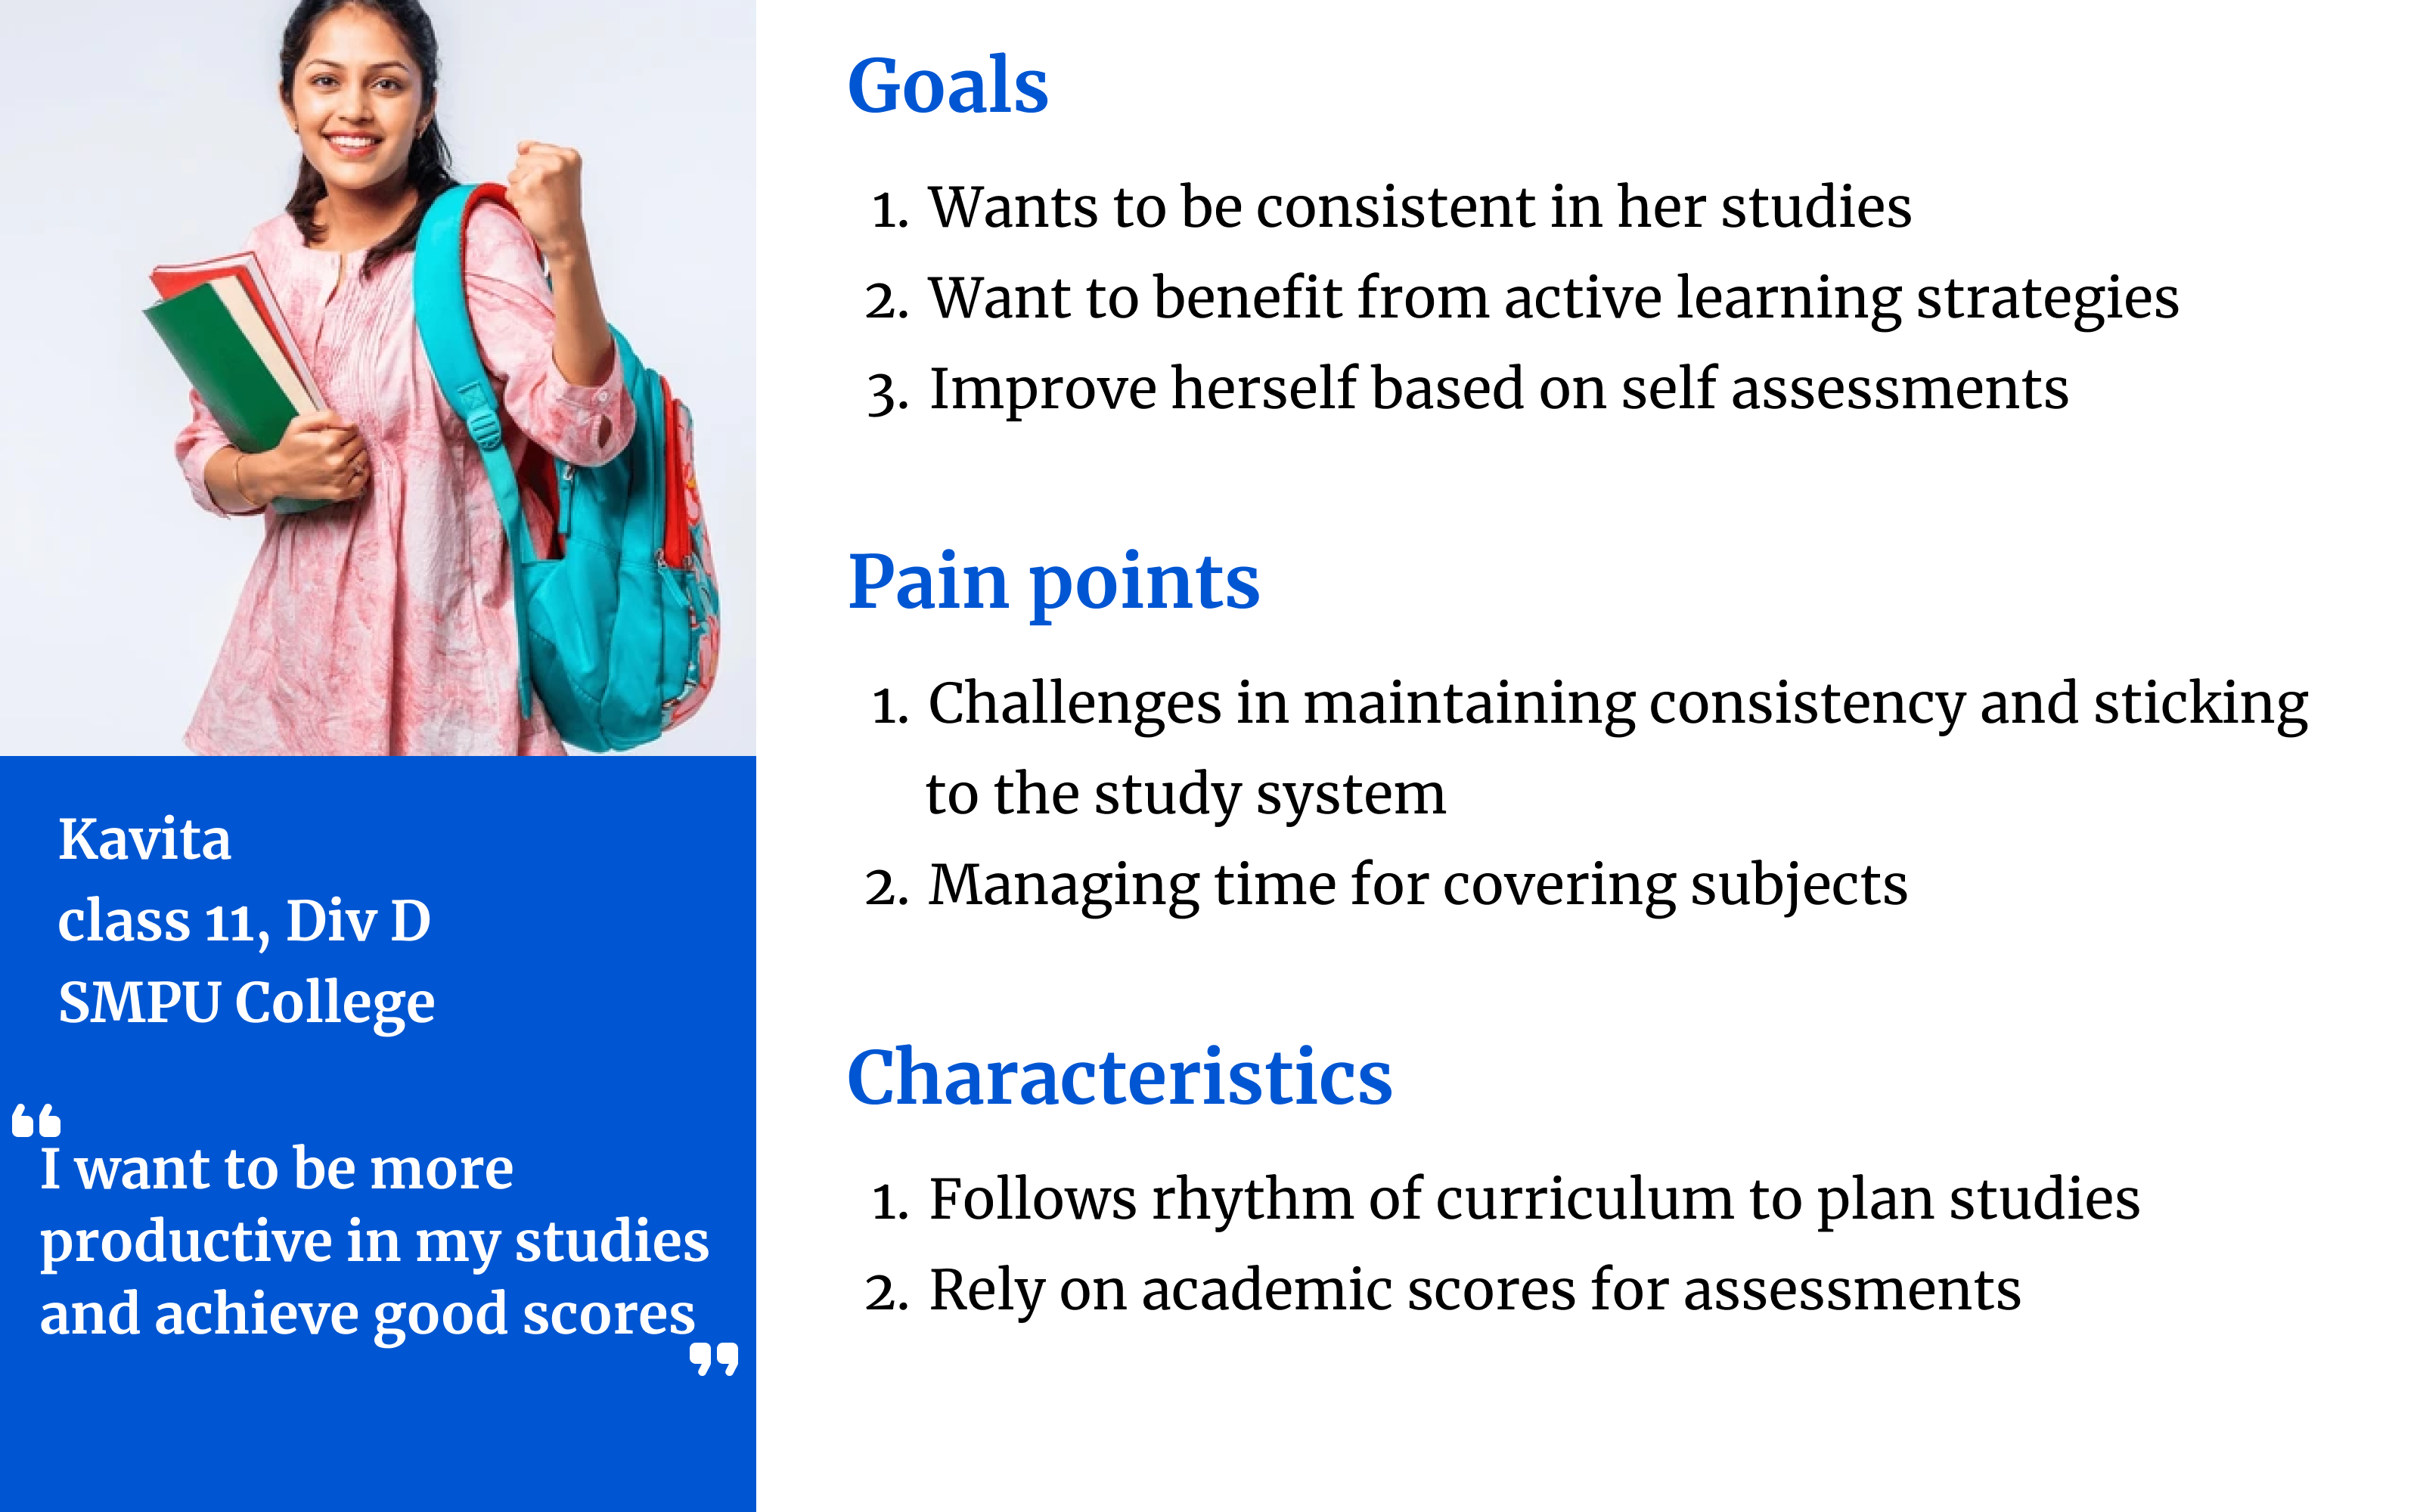 Kavita
class 11, Div D
SMPU College
“
I want to be more
productive in my studies
and achieve good scores
”
Goals
1. Wants to be consistent in her studies
2. Want to benefit from active learning strategies
3. Improve herself based on self assessments
Pain points
1. Challenges in maintaining consistency and sticking
to the study system
2. Managing time for covering subjects
Characteristics
1. Follows rhythm of curriculum to plan studies
2. Rely on academic scores for assessments